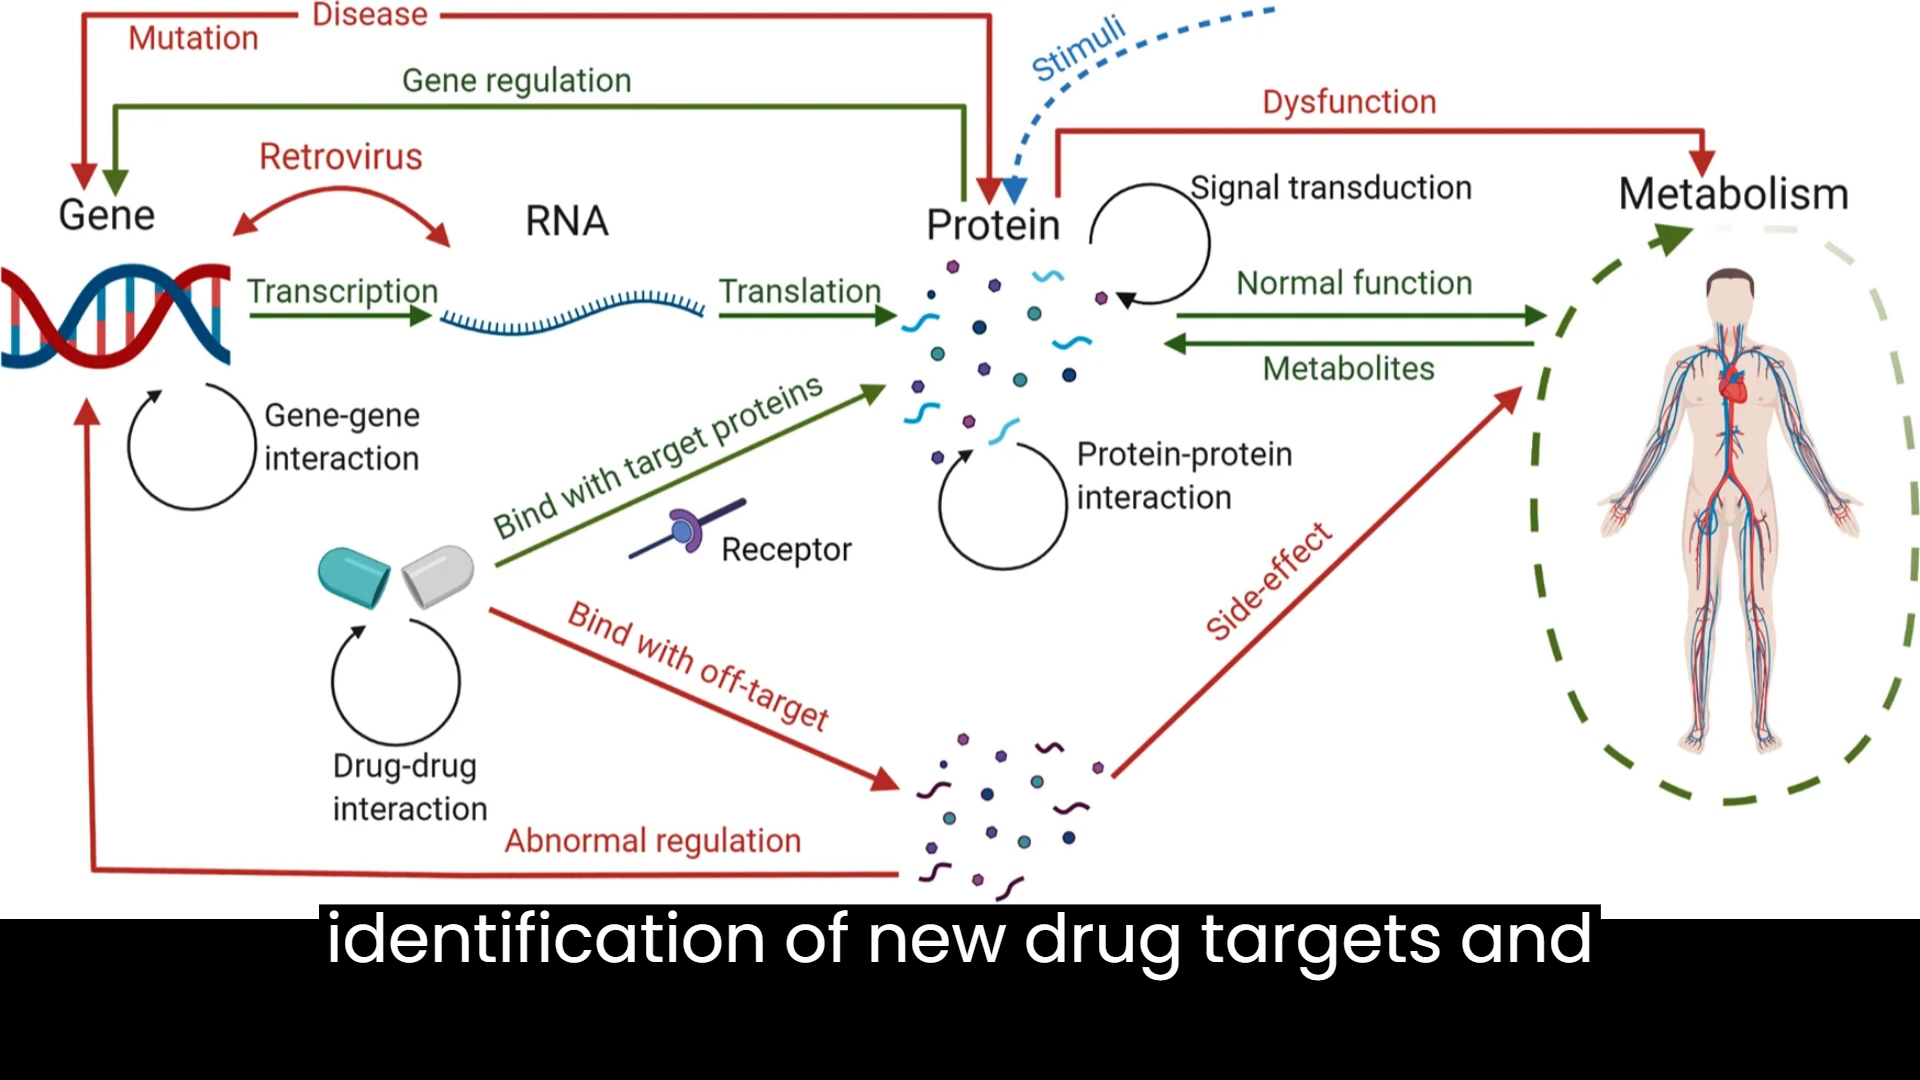 Disease
Mutation
Stimuli
Gene regulation
Dysfunction
Retrovirus
Signal transduction
Metabolism
Gene
RNA
Protein
Transcription
Translation
Normal function
Metabolites
Gene-gene
interaction
Bind with target proteins
Protein-protein
interaction
Receptor
Side-effect
Bind with off-target
Drug-drug
interaction
Abnormal regulation
identification of new drug targets and